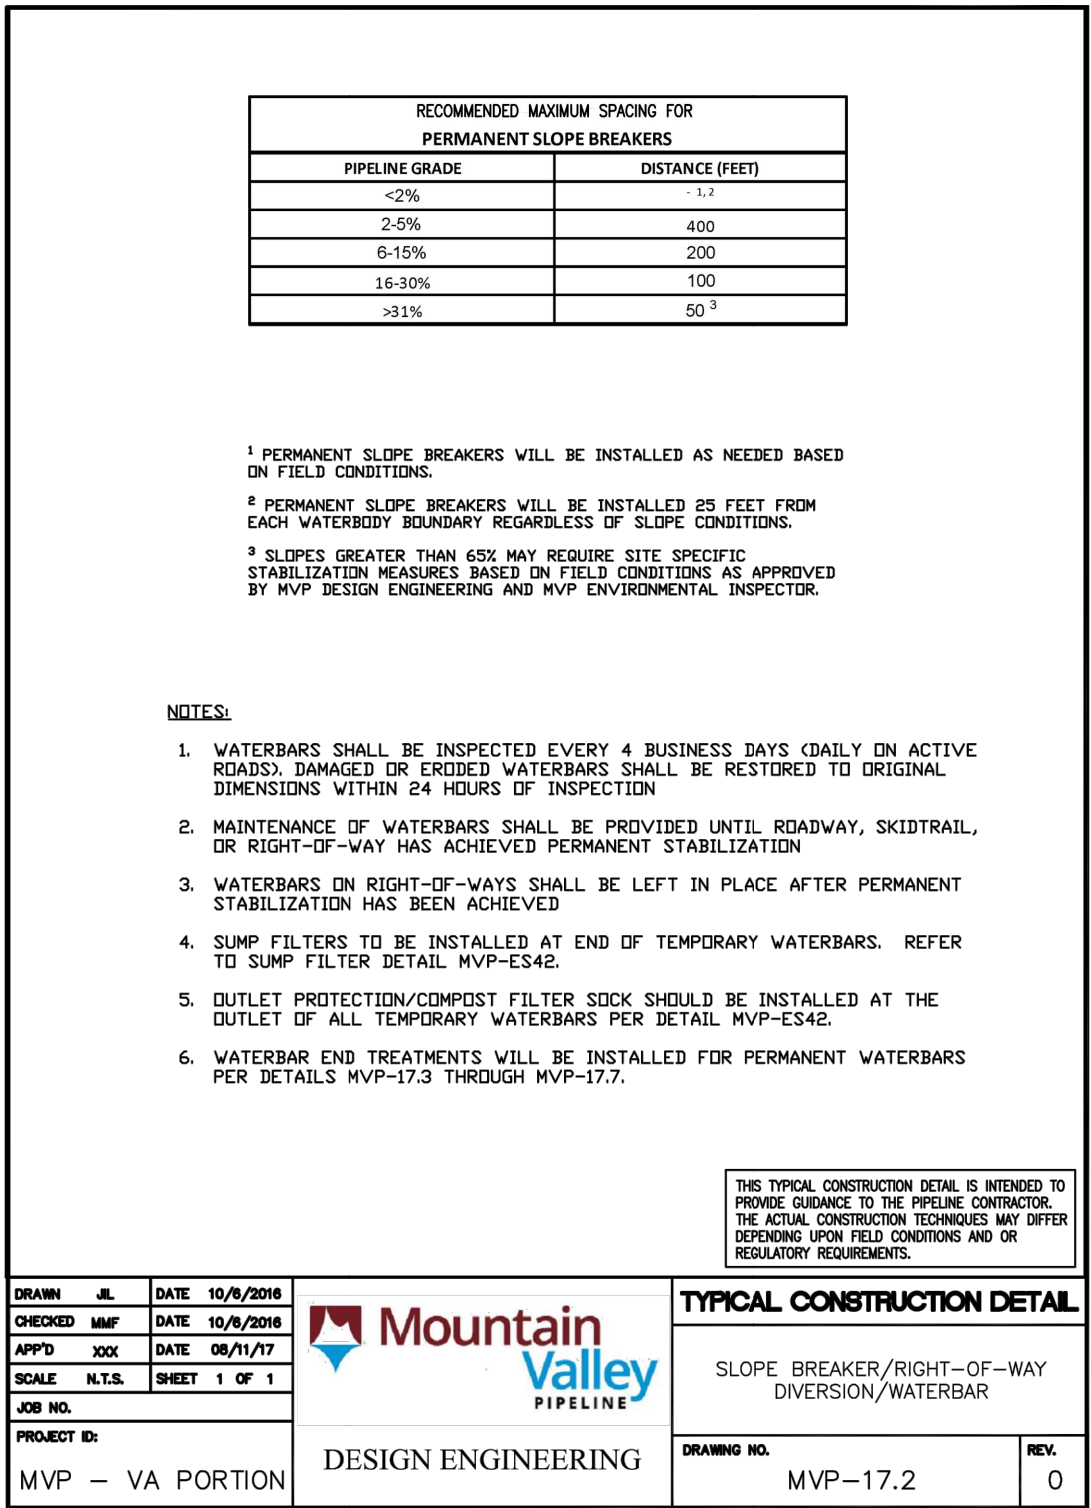 RECOMMENDED MAXIMUM SPACING FOR
PERMANENT SLOPE BREAKERS
PIPELINE GRADE DISTANCE (FEET)
<2% - 1, 2
2-5% 400
6-15% 200
16-30% 100
>31% 50 3
1 PERMANENT SLOPE BREAKERS WILL BE INSTALLED AS NEEDED BASED
ON FIELD CONDITIONS.
2 PERMANENT SLOPE BREAKERS WILL BE INSTALLED 25 FEET FROM
EACH WATERBODY BOUNDARY REGARDLESS OF SLOPE CONDITIONS.
3 SLOPES GREATER THAN 65% MAY REQUIRE SITE SPECIFIC
STABILIZATION MEASURES BASED ON FIELD CONDITIONS AS APPROVED
BY MVP DESIGN ENGINEERING AND MVP ENVIRONMENTAL INSPECTOR.
NOTES:
1. WATERBARS SHALL BE INSPECTED EVERY 4 BUSINESS DAYS (DAILY ON ACTIVE
ROADS). DAMAGED OR ERODED WATERBARS SHALL BE RESTORED TO ORIGINAL
DIMENSIONS WITHIN 24 HOURS OF INSPECTION
2. MAINTENANCE OF WATERBARS SHALL BE PROVIDED UNTIL ROADWAY, SKIDTRAIL,
OR RIGHT-OF-WAY HAS ACHIEVED PERMANENT STABILIZATION
3. WATERBARS ON RIGHT-OF-WAYS SHALL BE LEFT IN PLACE AFTER PERMANENT
STABILIZATION HAS BEEN ACHIEVED
4. SUMP FILTERS TO BE INSTALLED AT END OF TEMPORARY WATERBARS. REFER
TO SUMP FILTER DETAIL MVP-ES42.
5. OUTLET PROTECTION/COMPOST FILTER SOCK SHOULD BE INSTALLED AT THE
OUTLET OF ALL TEMPORARY WATERBARS PER DETAIL MVP-ES42.
6. WATERBAR END TREATMENTS WILL BE INSTALLED FOR PERMANENT WATERBARS
PER DETAILS MVP-17.3 THROUGH MVP-17.7.
THIS TYPICAL CONSTRUCTION DETAIL IS INTENDED TO
PROVIDE GUIDANCE TO THE PIPELINE CONTRACTOR.
THE ACTUAL CONSTRUCTION TECHNIQUES MAY DIFFER
DEPENDING UPON FIELD CONDITIONS AND OR
REGULATORY REQUIREMENTS.
DRAWN JIL DATE 10/6/2016
CHECKED MMF DATE 10/6/2016
APP'D XXX DATE 08/11/17
SCALE N.T.S. SHEET 1 OF 1
JOB NO.
PROJECT ID:
MVP - VA PORTION
Mountain
Valley
PIPELINE
DESIGN ENGINEERING
TYPICAL CONSTRUCTION DETAIL
SLOPE BREAKER/RIGHT-OF-WAY
DIVERSION/WATERBAR
DRAWING NO. REV.
MVP-17.2 0